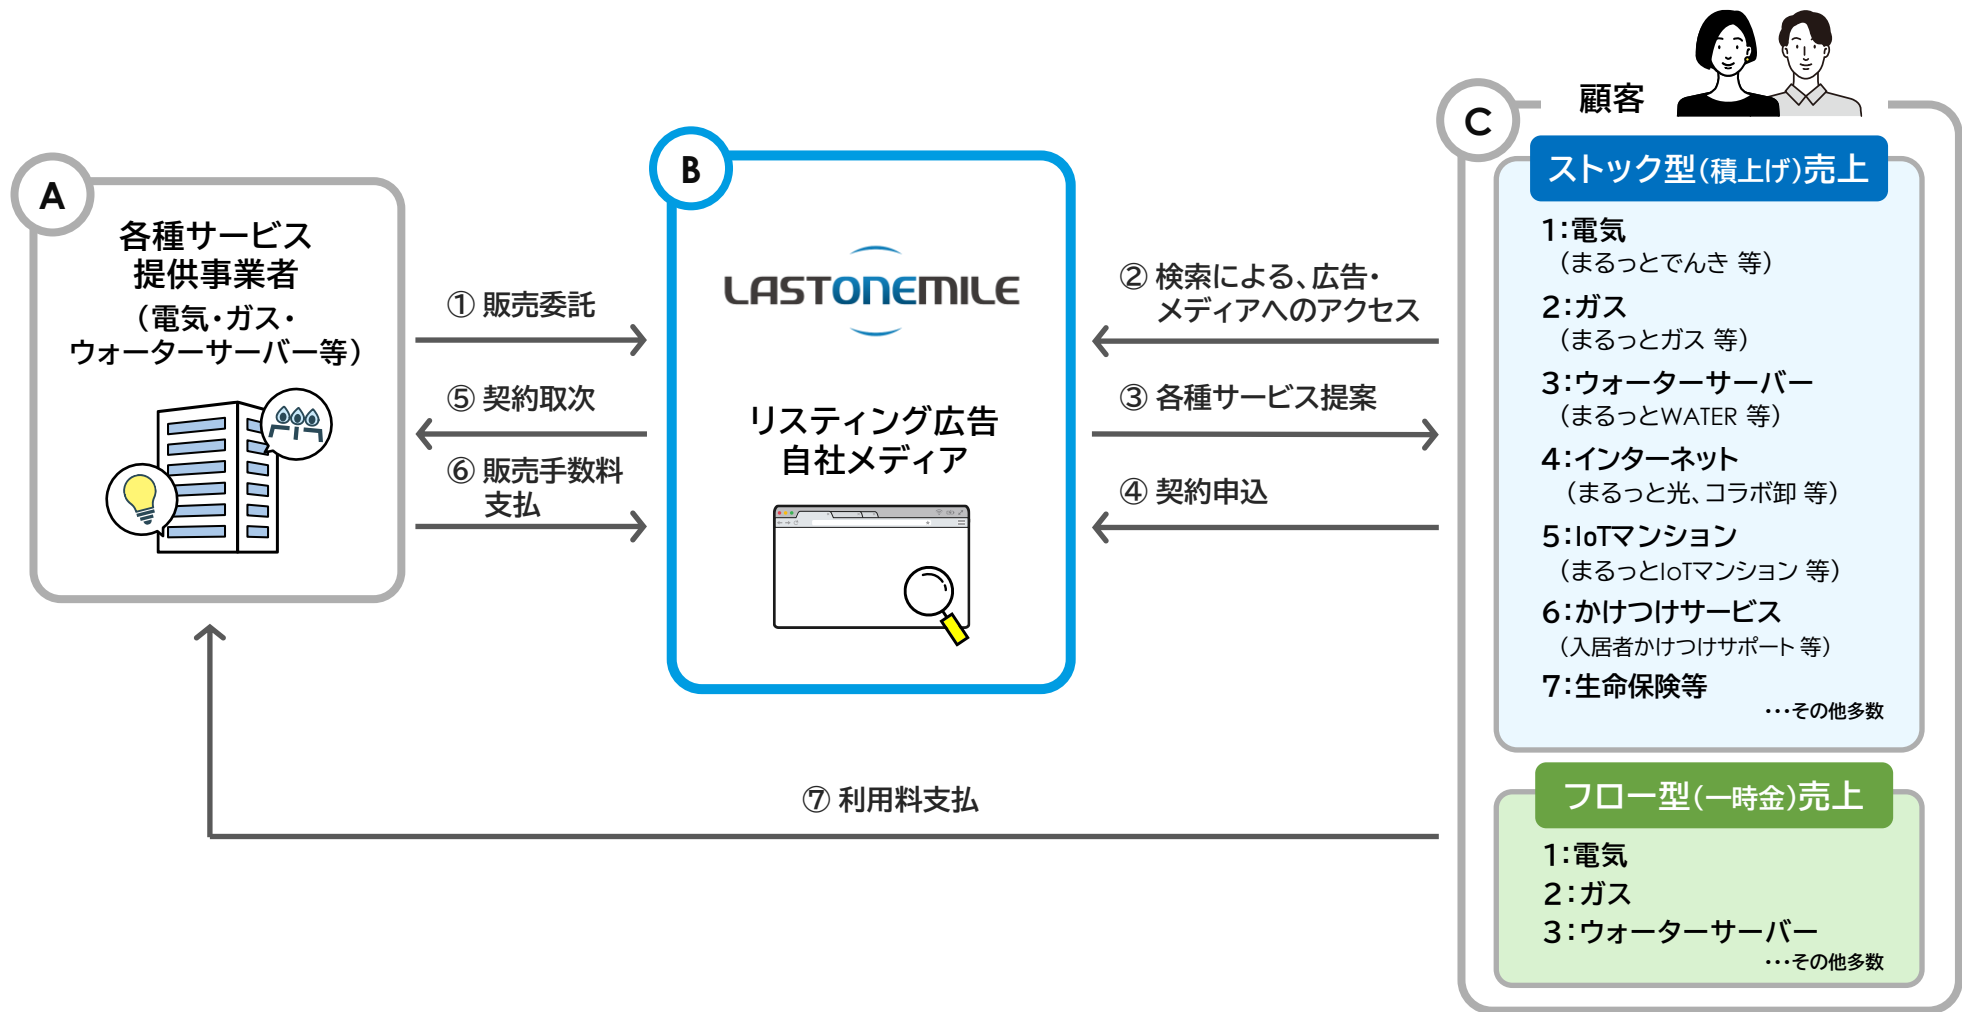 A
各種サービス
提供事業者
(電気・ガス・
ウォーターサーバー等)
① 販売委託
⑤ 契約取次
⑥ 販売手数料
支払
B
LASTONEMILE
リスティング広告
自社メディア
② 検索による、広告・
メディアへのアクセス
③ 各種サービス提案
④ 契約申込
⑦ 利用料支払
C
顧客
ストック型(積上げ)売上
1:電気
(まるっとでんき 等)
2:ガス
(まるっとガス 等)
3:ウォーターサーバー
(まるっとWATER 等)
4:インターネット
(まるっと光、コラボ卸 等)
5:IoTマンション
(まるっとIoTマンション 等)
6:かけつけサービス
(入居者かけつけサポート 等)
7:生命保険等
・・・その他多数
フロー型(一時金)売上
1:電気
2:ガス
3:ウォーターサーバー
・・・その他多数